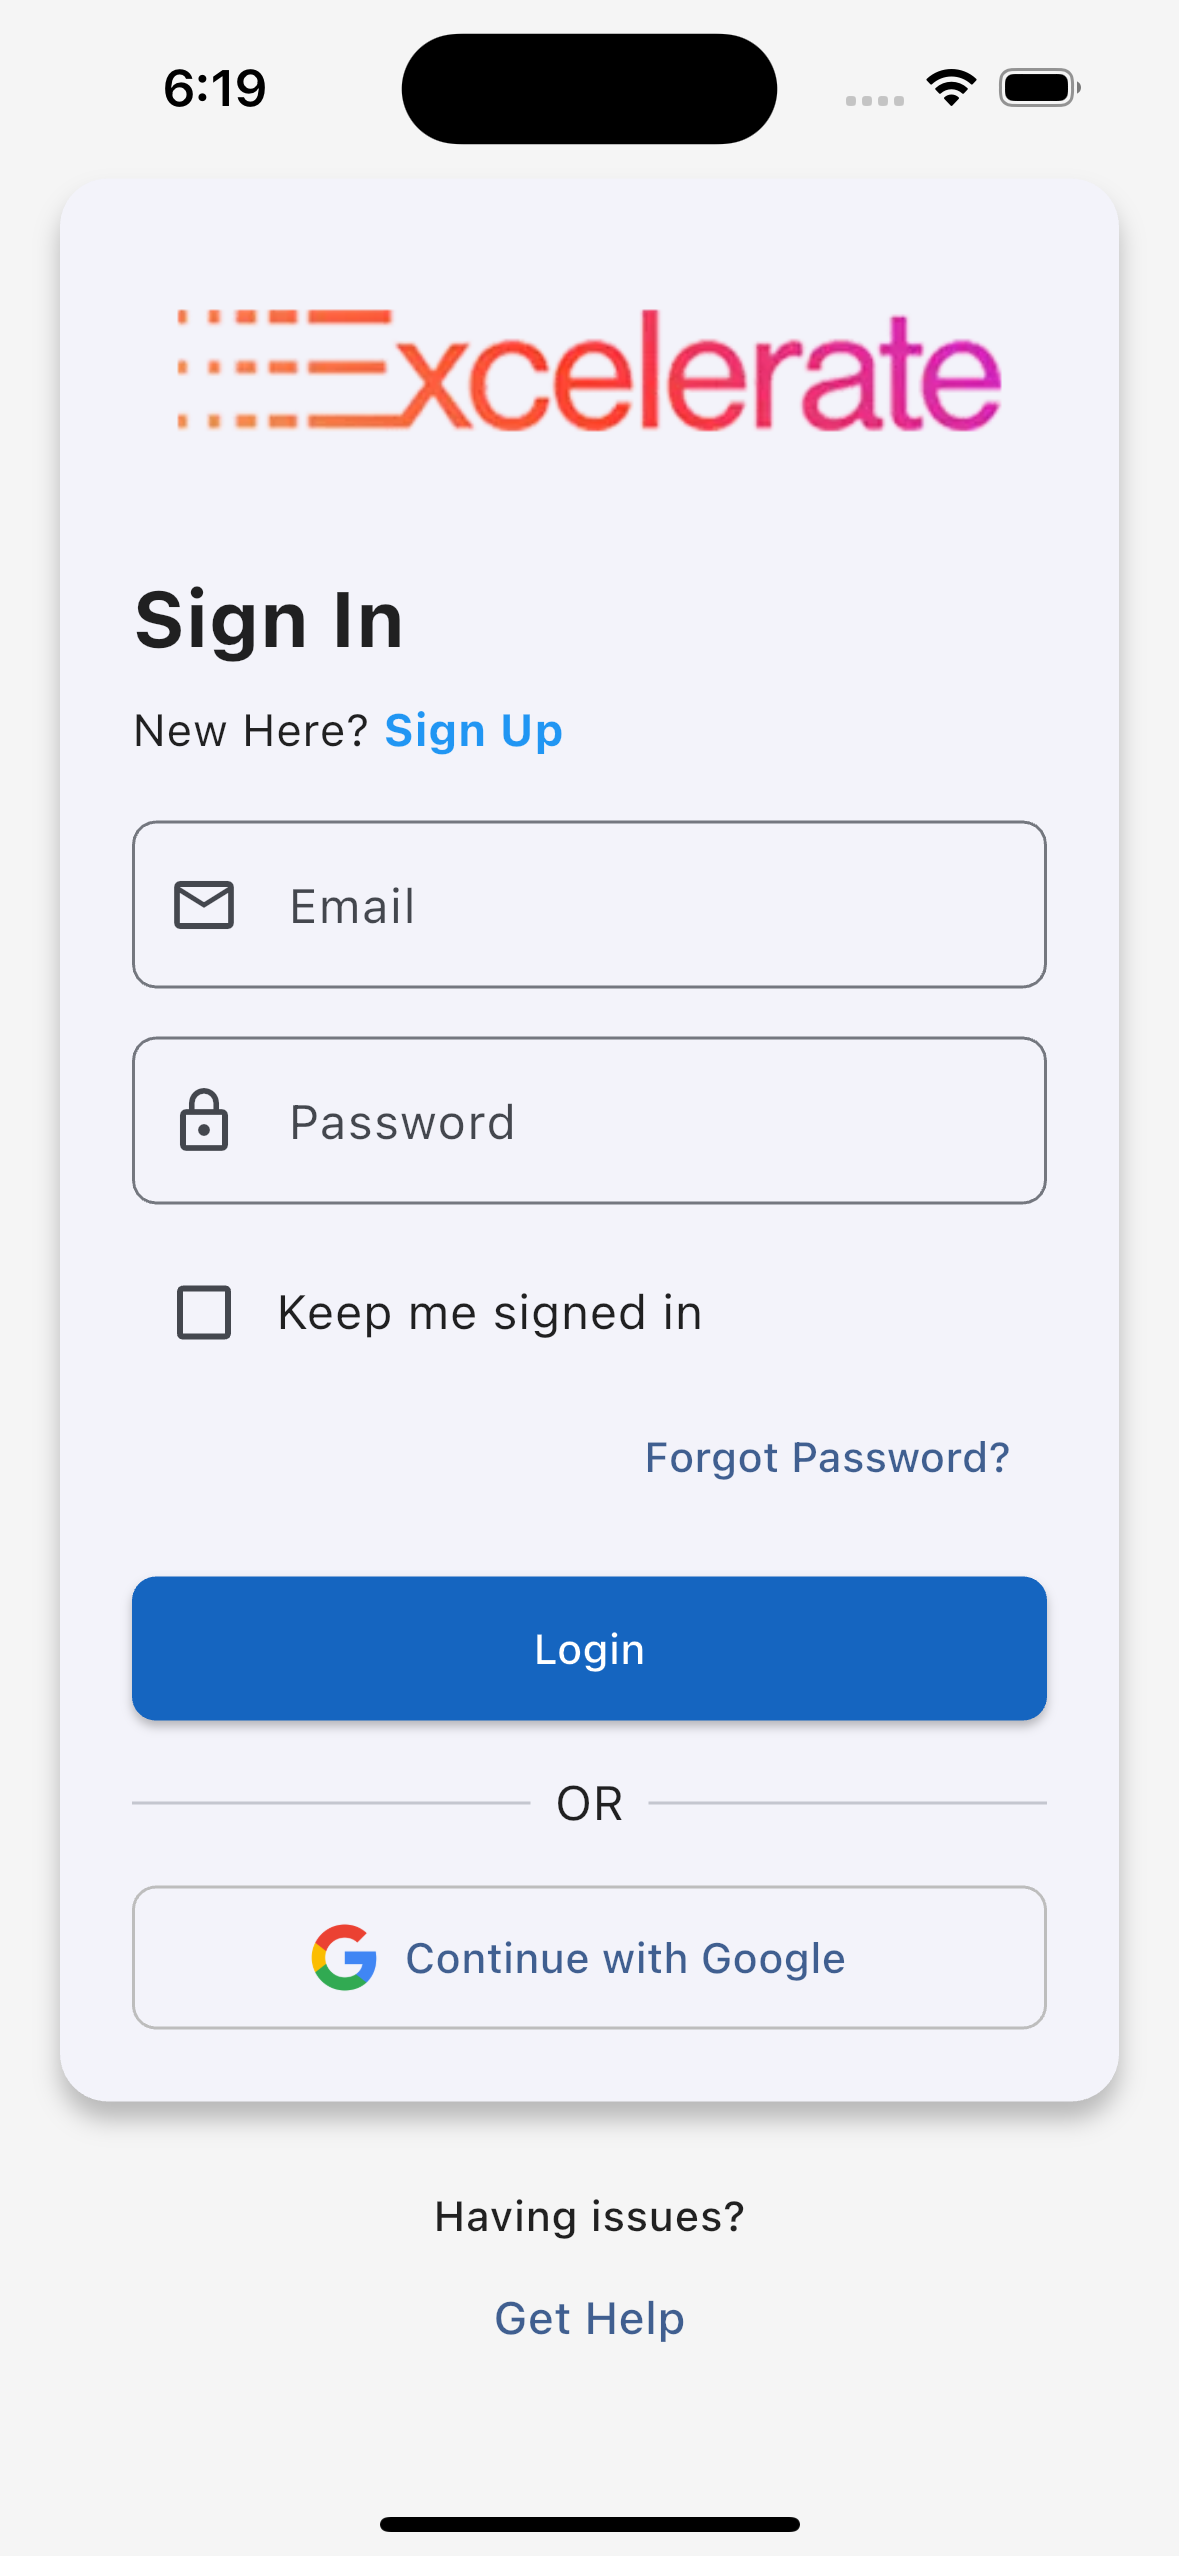 6:19
Excelerate
Sign In
New Here? Sign Up
Email
Password
Keep me signed in
Forgot Password?
Login
OR
Continue with Google
Having issues?
Get Help